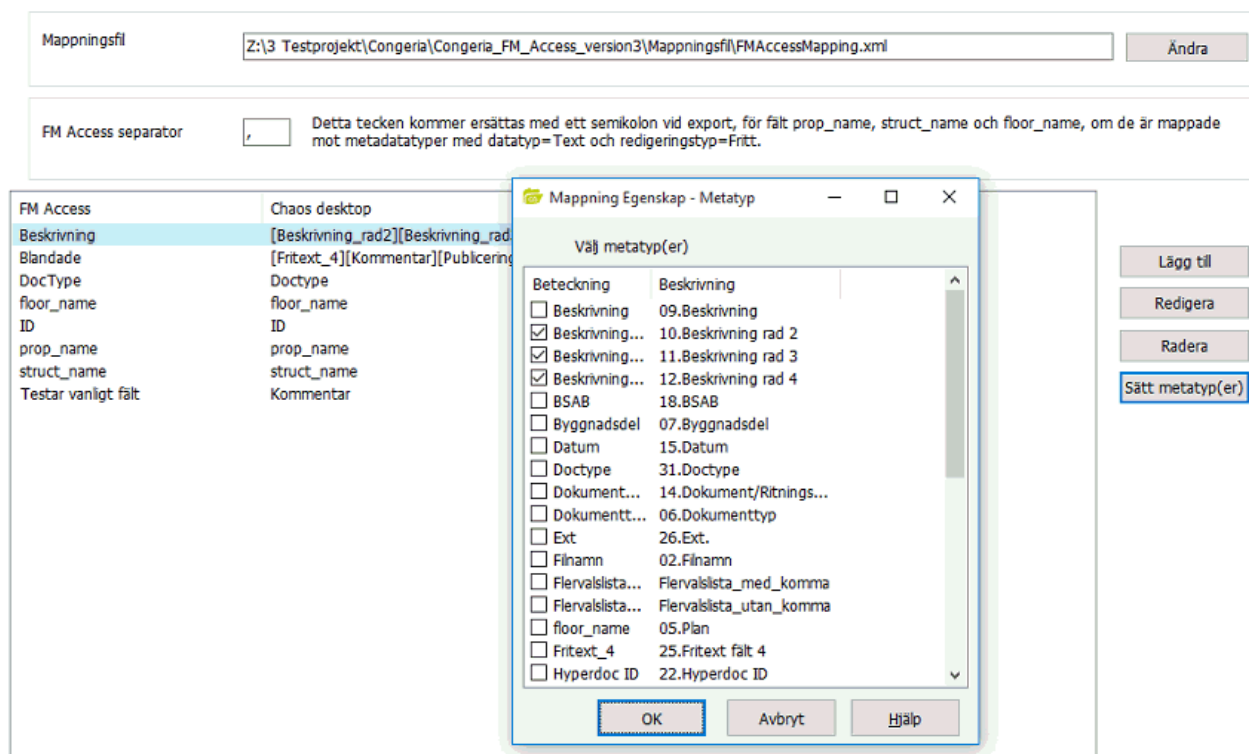 Mappningsfil
Z:\3 Testprojekt\Congeria\Congeria_FM_Access_version3\Mappningsfil\FMAccessMapping.xml
Ändra
FM Access separator
,
Detta tecken kommer ersättas med ett semikolon vid export, för fält prop_name, struct_name och floor_name, om de är mappade
mot metadatatyper med datatyp=Text och redigeringstyp=Fritt.
FM Access Chaos desktop
Beskrivning [Beskrivning_rad2][Beskrivning_rad
Blandade [Fritext_4][Kommentar][Publicering
DocType Doctype
floor_name floor_name
ID ID
prop_name prop_name
struct_name struct_name
Testar vanligt fält Kommentar
Mappning Egenskap - Metatyp
Välj metatyp(er)
Beteckning Beskrivning
Beskrivning 09.Beskrivning
Beskrivning... 10.Beskrivning rad 2
Beskrivning... 11.Beskrivning rad 3
Beskrivning... 12.Beskrivning rad 4
BSAB 18.BSAB
Byggnadsdel 07.Byggnadsdel
Datum 15.Datum
Doctype 31.Doctype
Dokument... 14.Dokument/Ritnings...
Dokumentt... 06.Dokumenttyp
Ext 26.Ext.
Filnamn 02.Filnamn
Flervalslista... Flervalslista_med_komma
Flervalslista... Flervalslista_utan_komma
floor_name 05.Plan
Fritext_4 25.Fritext fält 4
Hyperdoc ID 22.Hyperdoc ID
OK
Avbryt
Hjälp
Lägg till
Redigera
Radera
Sätt metatyp(er)